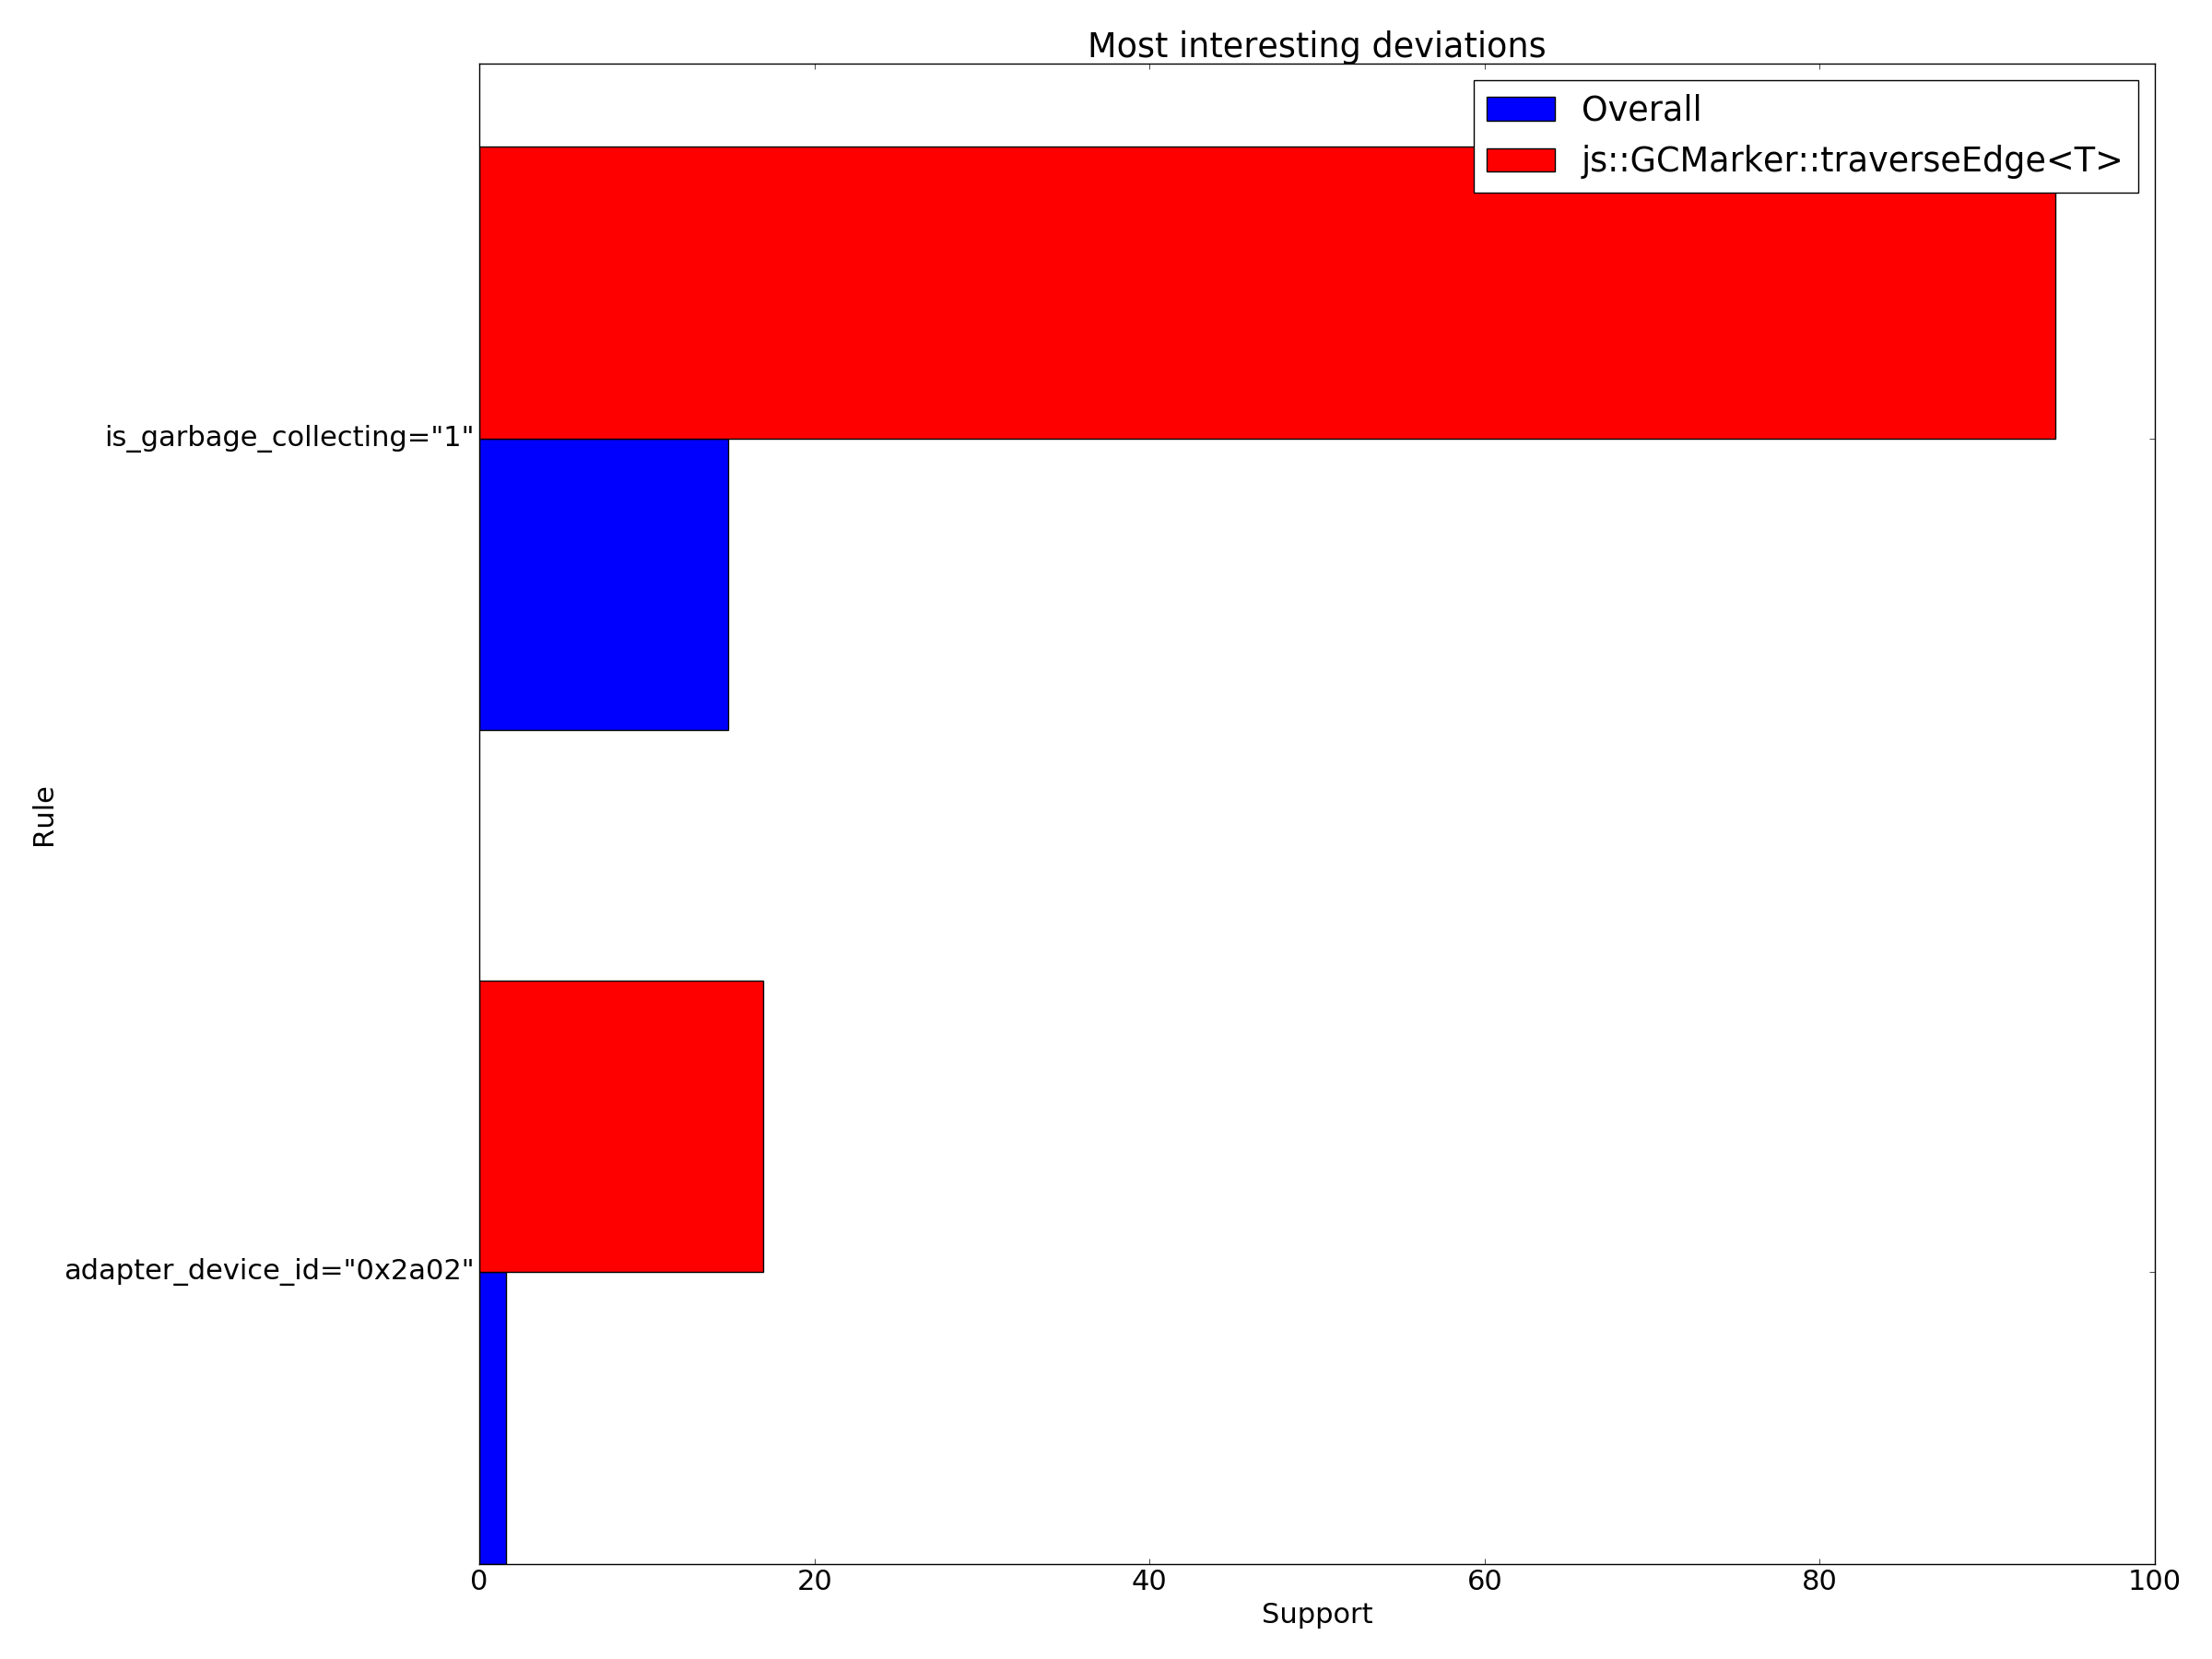 Most interesting deviations
Overall
js::GCMarker::traverseEdge<T>
is_garbage_collecting="1"
Rule
adapter_device_id="0x2a02"
0 20 40 60 80 100
Support